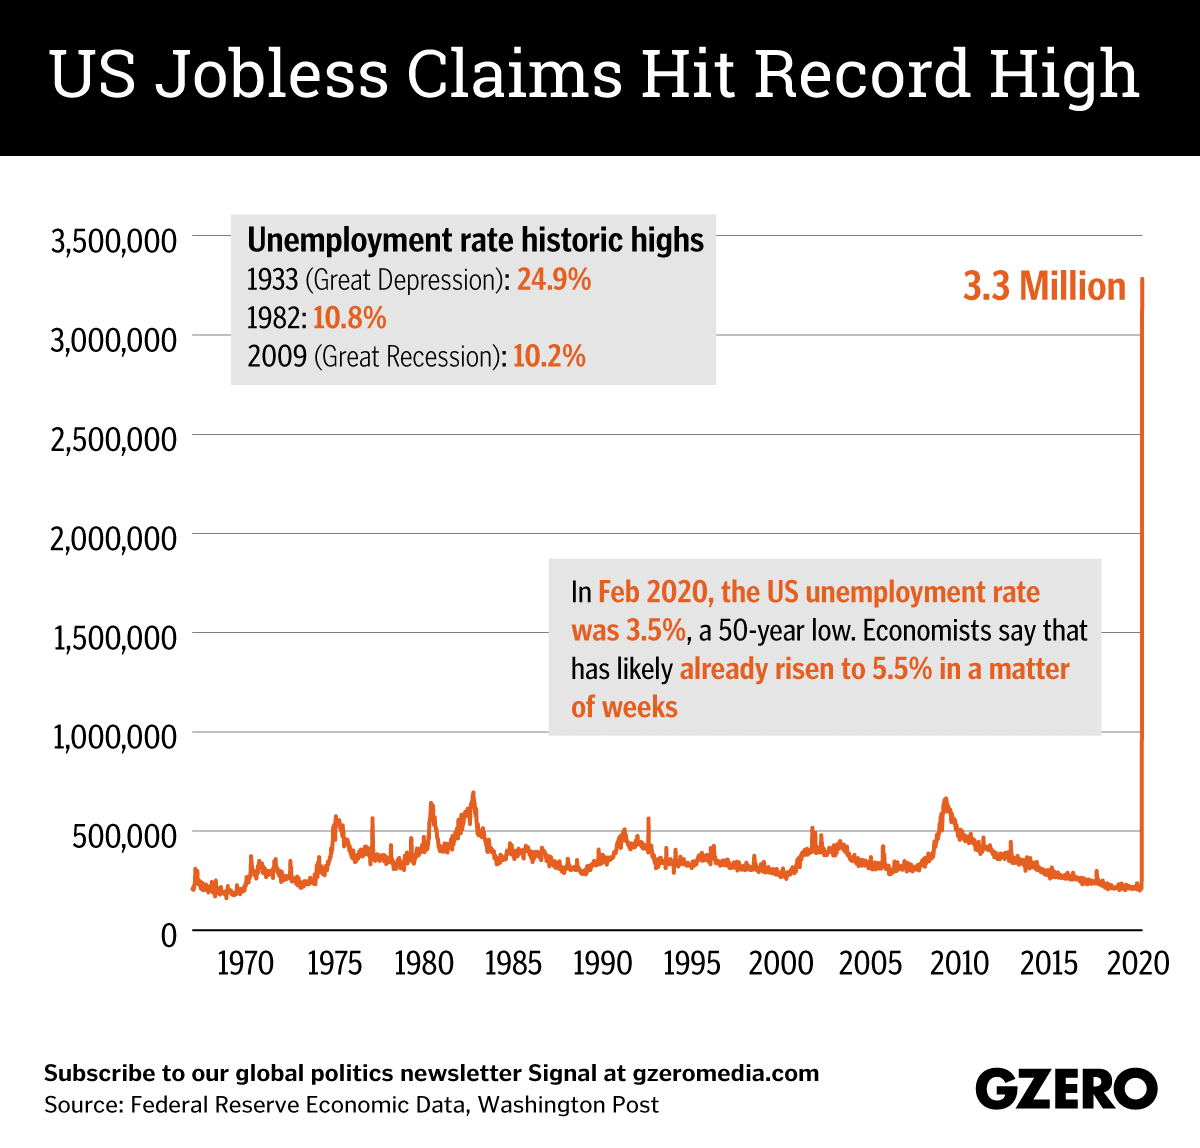 US Jobless Claims Hit Record High
3,500,000
3,000,000
2,500,000
2,000,000
1,500,000
1,000,000
500,000
0
Unemployment rate historic highs
1933 (Great Depression): 24.9%
1982: 10.8%
2009 (Great Recession): 10.2%
3.3 Million
In Feb 2020, the US unemployment rate
was 3.5%, a 50-year low. Economists say that
has likely already risen to 5.5% in a matter
of weeks
1970 1975 1980 1985 1990 1995 2000 2005 2010 2015 2020
Subscribe to our global politics newsletter Signal at gzeromedia.com
Source: Federal Reserve Economic Data, Washington Post
GZERO